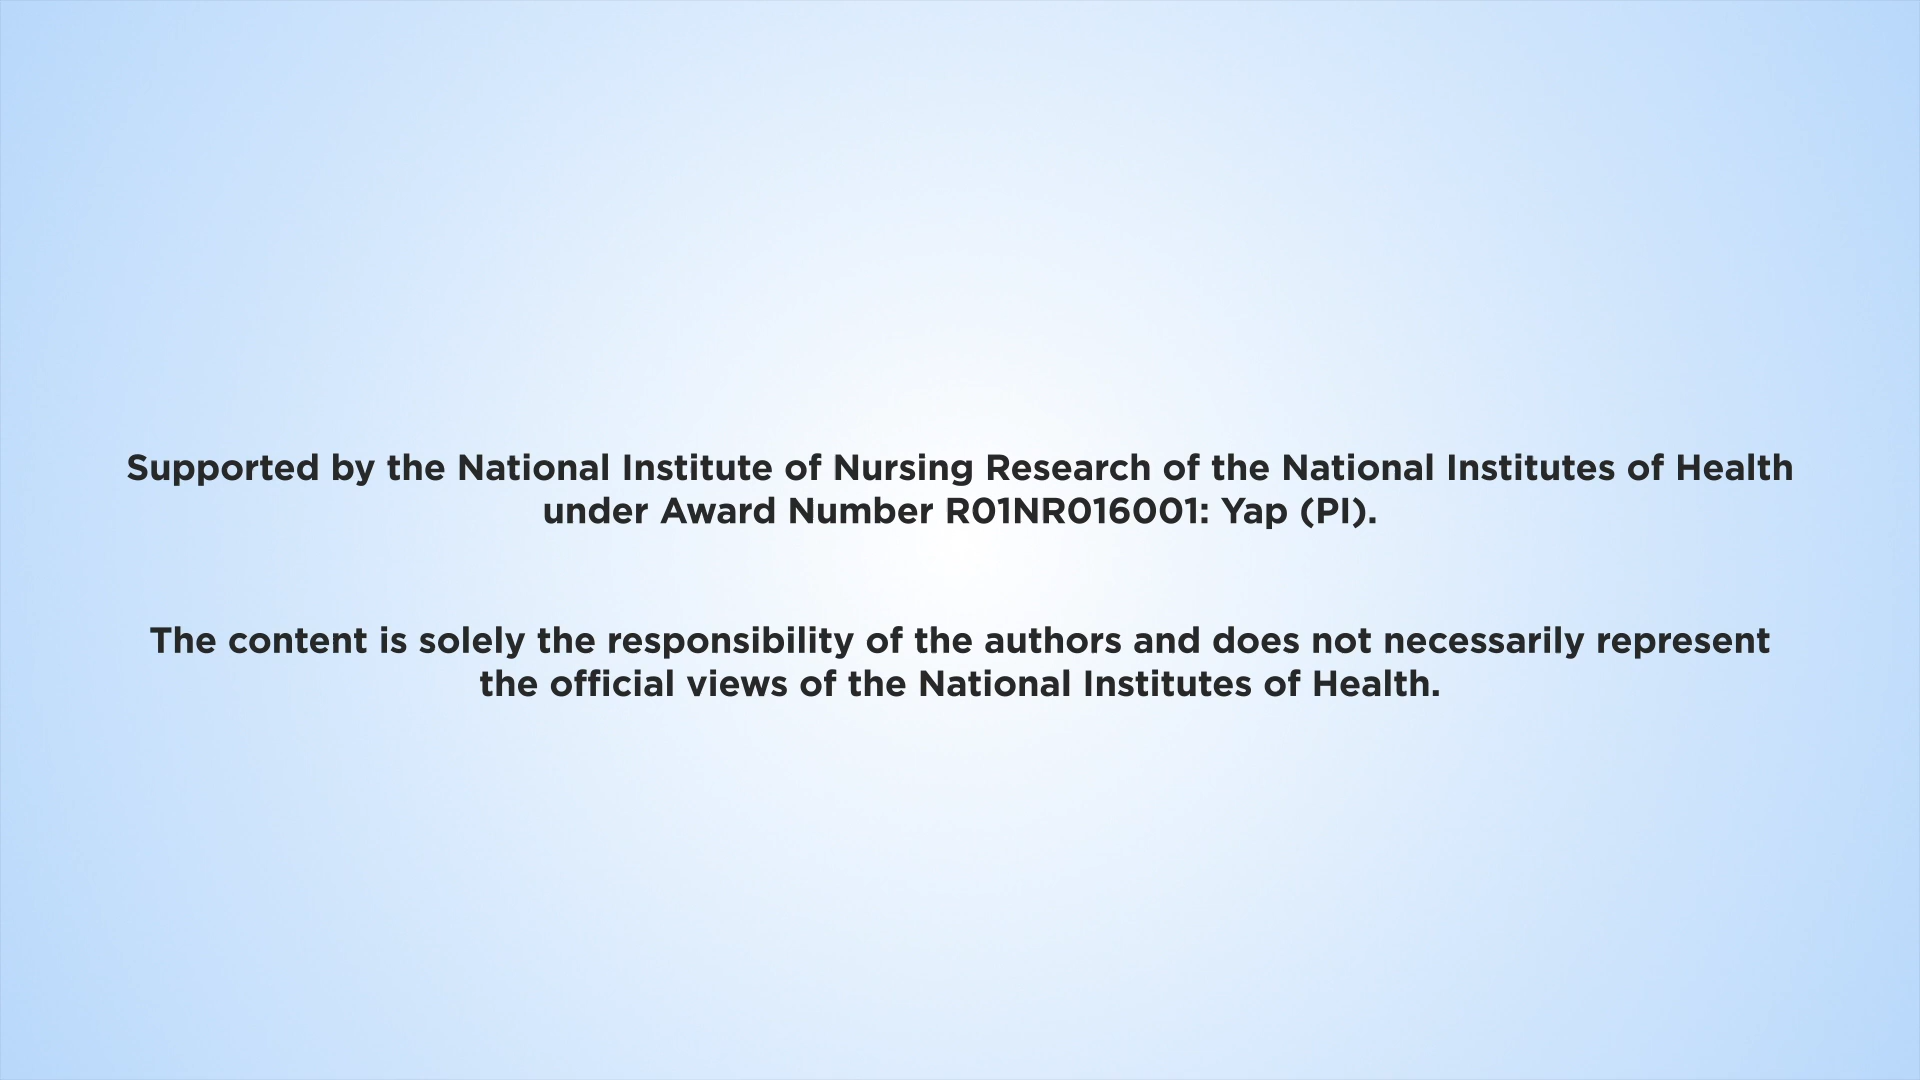 Supported by the National Institute of Nursing Research of the National Institutes of Health
under Award Number R01NR016001: Yap (PI).
The content is solely the responsibility of the authors and does not necessarily represent
the official views of the National Institutes of Health.